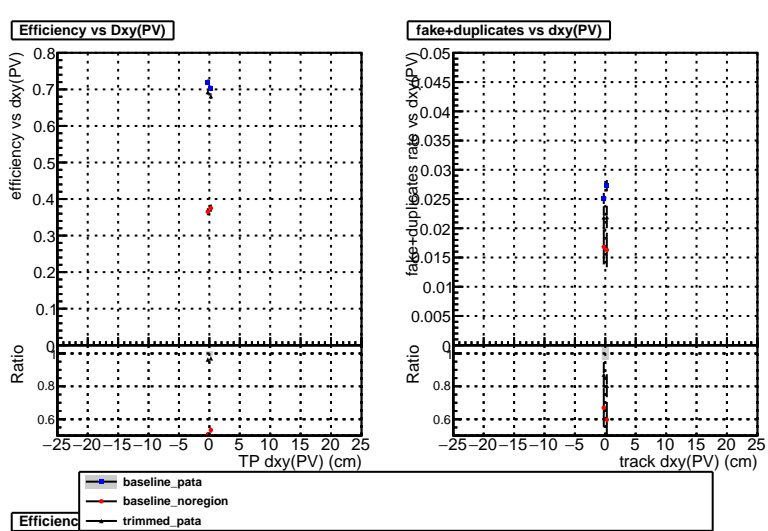 Efficiency vs Dxy(PV)
fake+duplicates vs dxy(PV)
efficiency vs dxy(PV)
0.8
0.7
0.6
0.5
0.4
0.3
0.2
0.1
0
Ratio
1
0.8
0.6
−25 −20 −15 −10 −5 0 5 10 15 20 25
TP dxy(PV) (cm)
fake+duplicates rate vs dxy(PV)
0.05
0.045
0.04
0.035
0.03
0.025
0.02
0.015
0.01
0.005
0
Ratio
1
0.8
0.6
−25 −20 −15 −10 −5 0 5 10 15 20 25
track dxy(PV) (cm)
baseline_pata
baseline_noregion
trimmed_pata
Efficienc